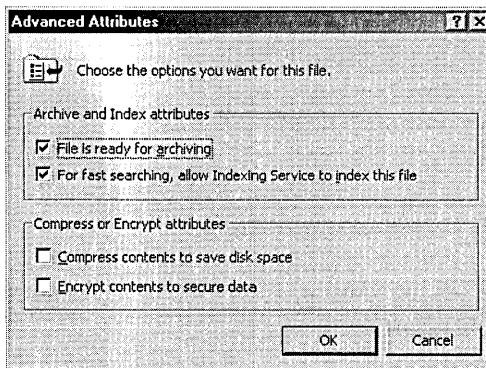 Advanced Attributes
Choose the options you want for this file.
Archive and Index attributes
File is ready for archiving
For fast searching, allow Indexing Service to index this file
Compress or Encrypt attributes
Compress contents to save disk space
Encrypt contents to secure data
OK Cancel